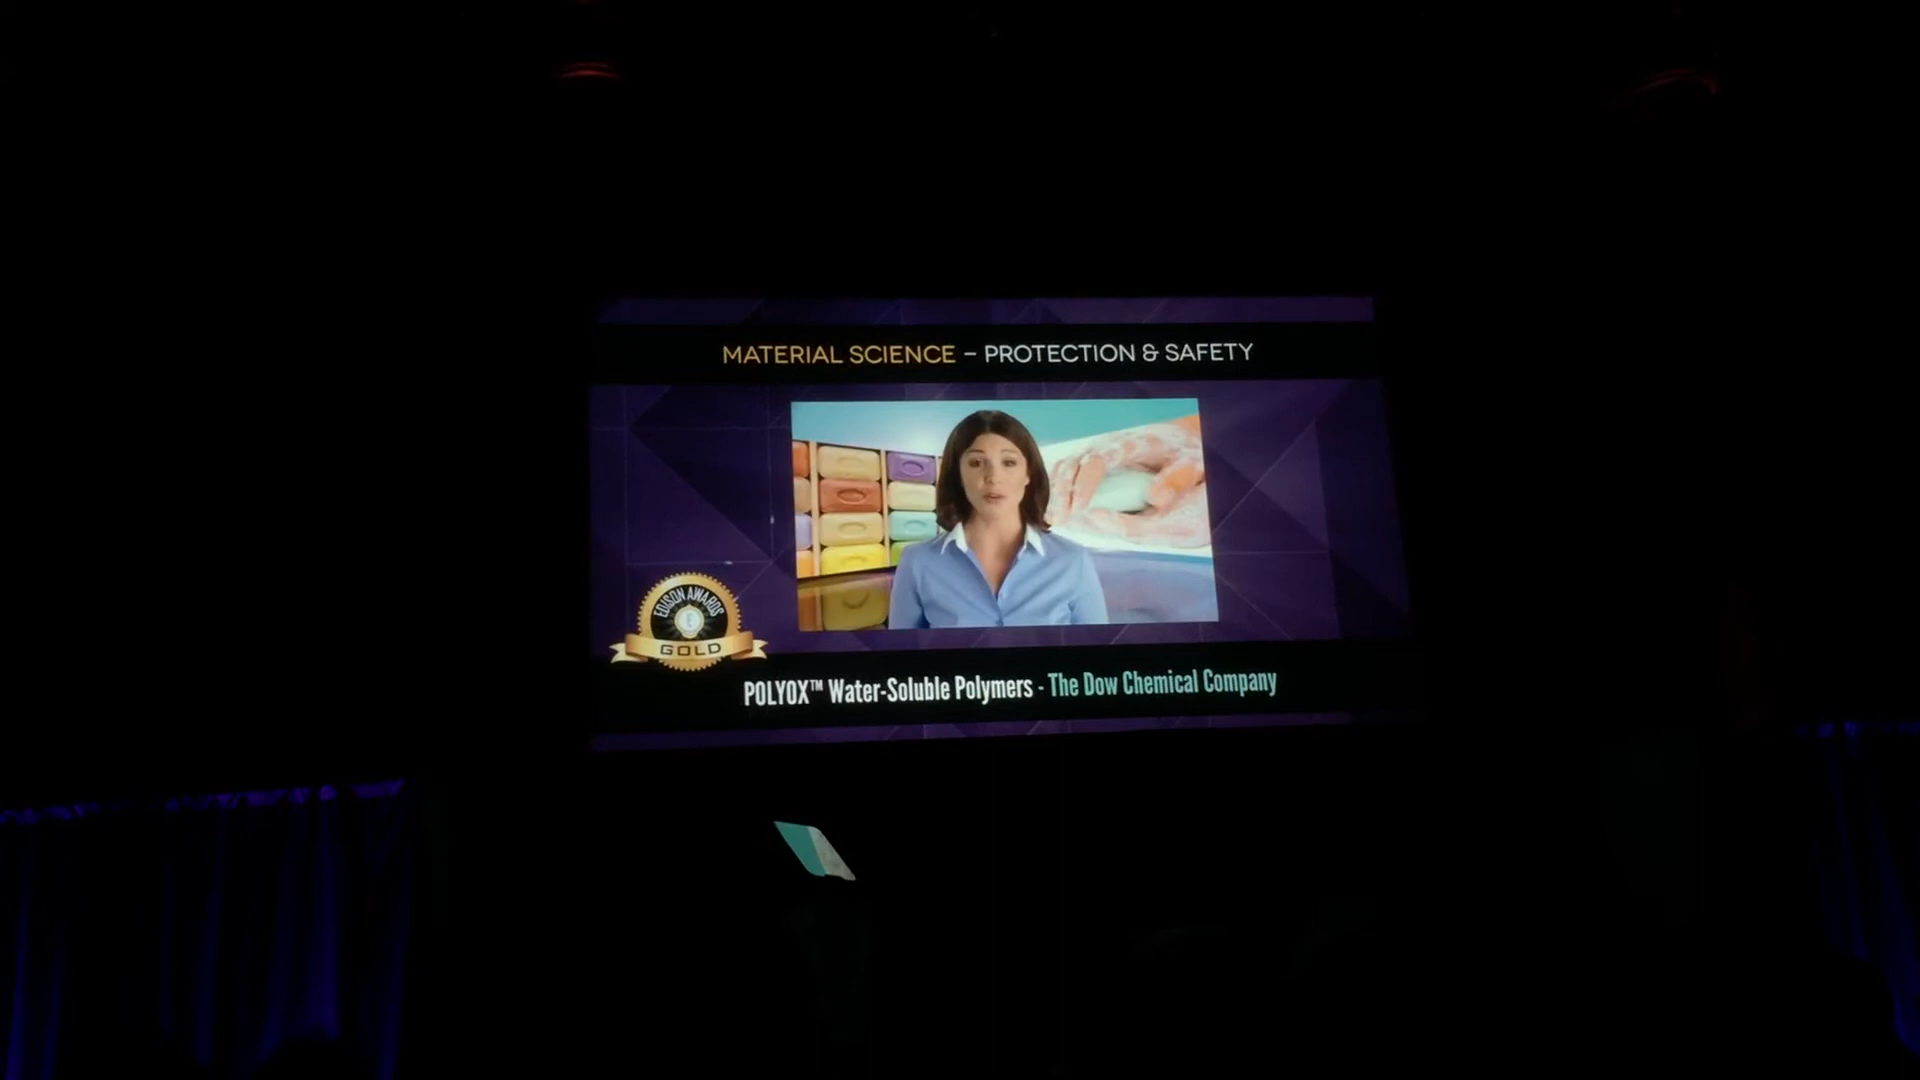 MATERIAL SCIENCE – PROTECTION & SAFETY
EDISON AWARDS
E
GOLD
POLYOX™ Water-Soluble Polymers - The Dow Chemical Company